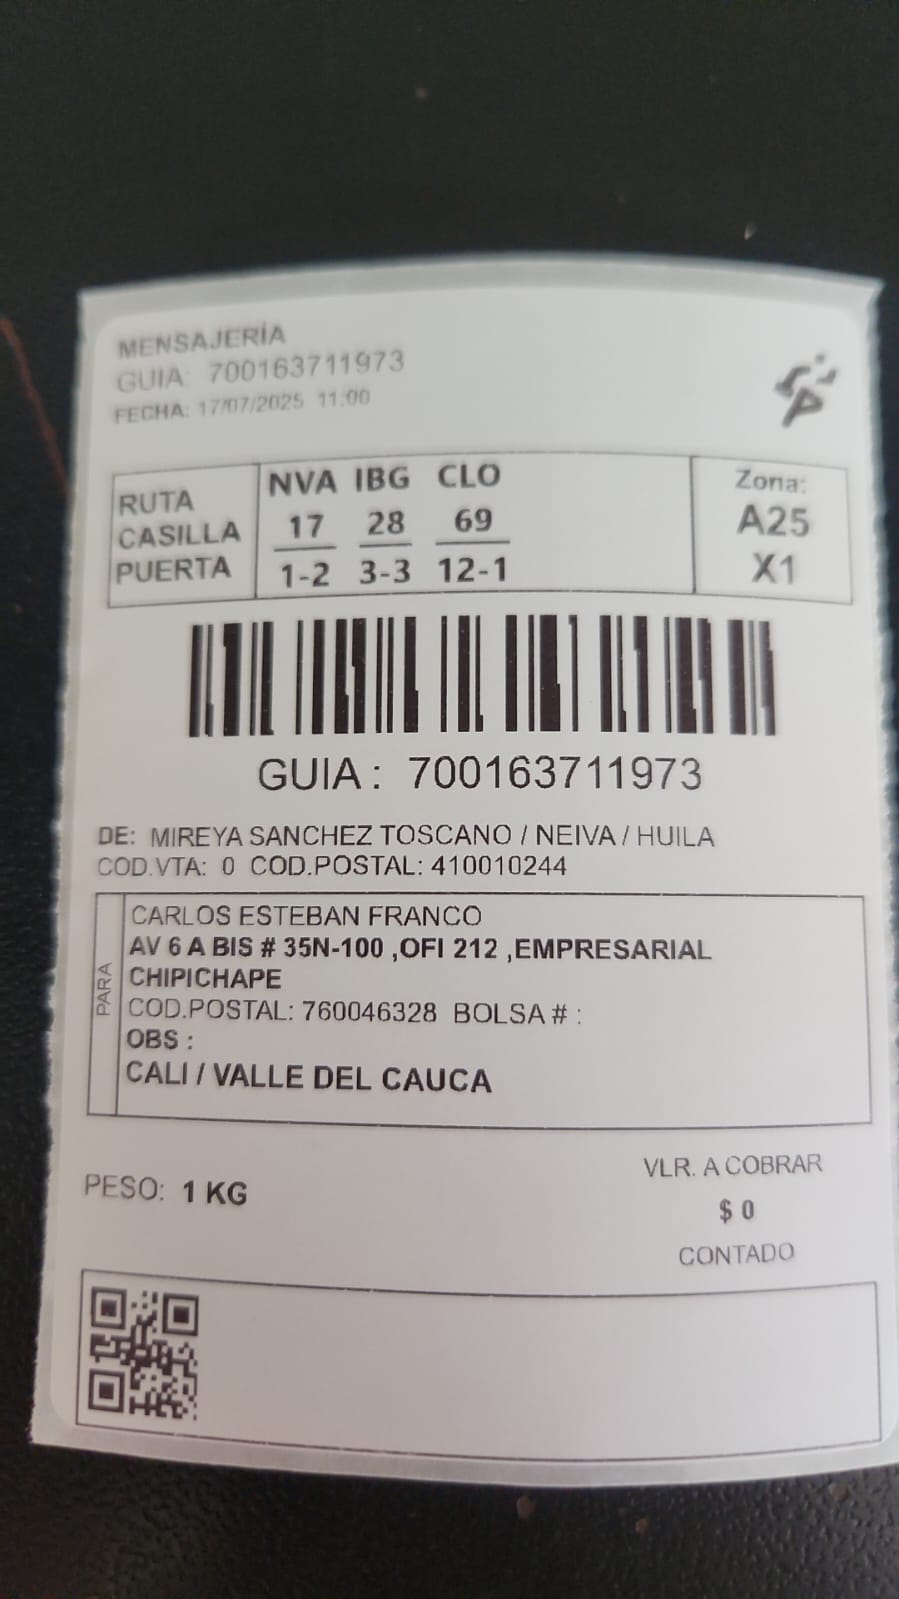 MENSAJERÍA
GUIA: 700163711973
FECHA: 17/07/2025 11:00
RUTA NVA IBG CLO
CASILLA 17 28 69
PUERTA 1-2 3-3 12-1
Zona:
A25
X1
GUIA : 700163711973
DE: MIREYA SANCHEZ TOSCANO / NEIVA / HUILA
COD.VTA: 0 COD.POSTAL: 410010244
PARA
CARLOS ESTEBAN FRANCO
AV 6 A BIS # 35N-100 ,OFI 212 ,EMPRESARIAL
CHIPICHAPE
COD.POSTAL: 760046328 BOLSA # :
OBS :
CALI / VALLE DEL CAUCA
PESO: 1 KG
VLR. A COBRAR
$ 0
CONTADO